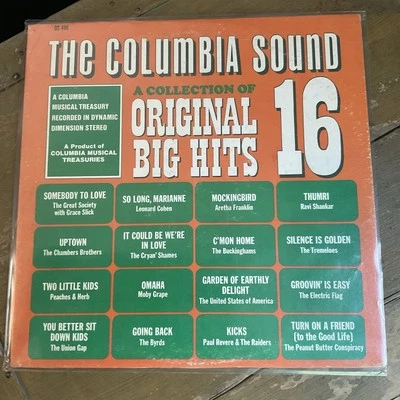 DS 486
THE COLUMBIA SOUND
A COLUMBIA
MUSICAL TREASURY
RECORDED IN DYNAMIC
DIMENSION STEREO
A Product of
COLUMBIA MUSICAL
TREASURIES
A COLLECTION OF
ORIGINAL
BIG HITS
16
SOMEBODY TO LOVE
The Great Society
with Grace Slick
SO LONG, MARIANNE
Leonard Cohen
MOCKINGBIRD
Aretha Franklin
THUMRI
Ravi Shankar
UPTOWN
The Chambers Brothers
IT COULD BE WE'RE
IN LOVE
The Cryan' Shames
C'MON HOME
The Buckinghams
SILENCE IS GOLDEN
The Tremeloes
TWO LITTLE KIDS
Peaches & Herb
OMAHA
Moby Grape
GARDEN OF EARTHLY
DELIGHT
The United States of America
GROOVIN' IS EASY
The Electric Flag
YOU BETTER SIT
DOWN KIDS
The Union Gap
GOING BACK
The Byrds
KICKS
Paul Revere & The Raiders
TURN ON A FRIEND
(to the Good Life)
The Peanut Butter Conspiracy